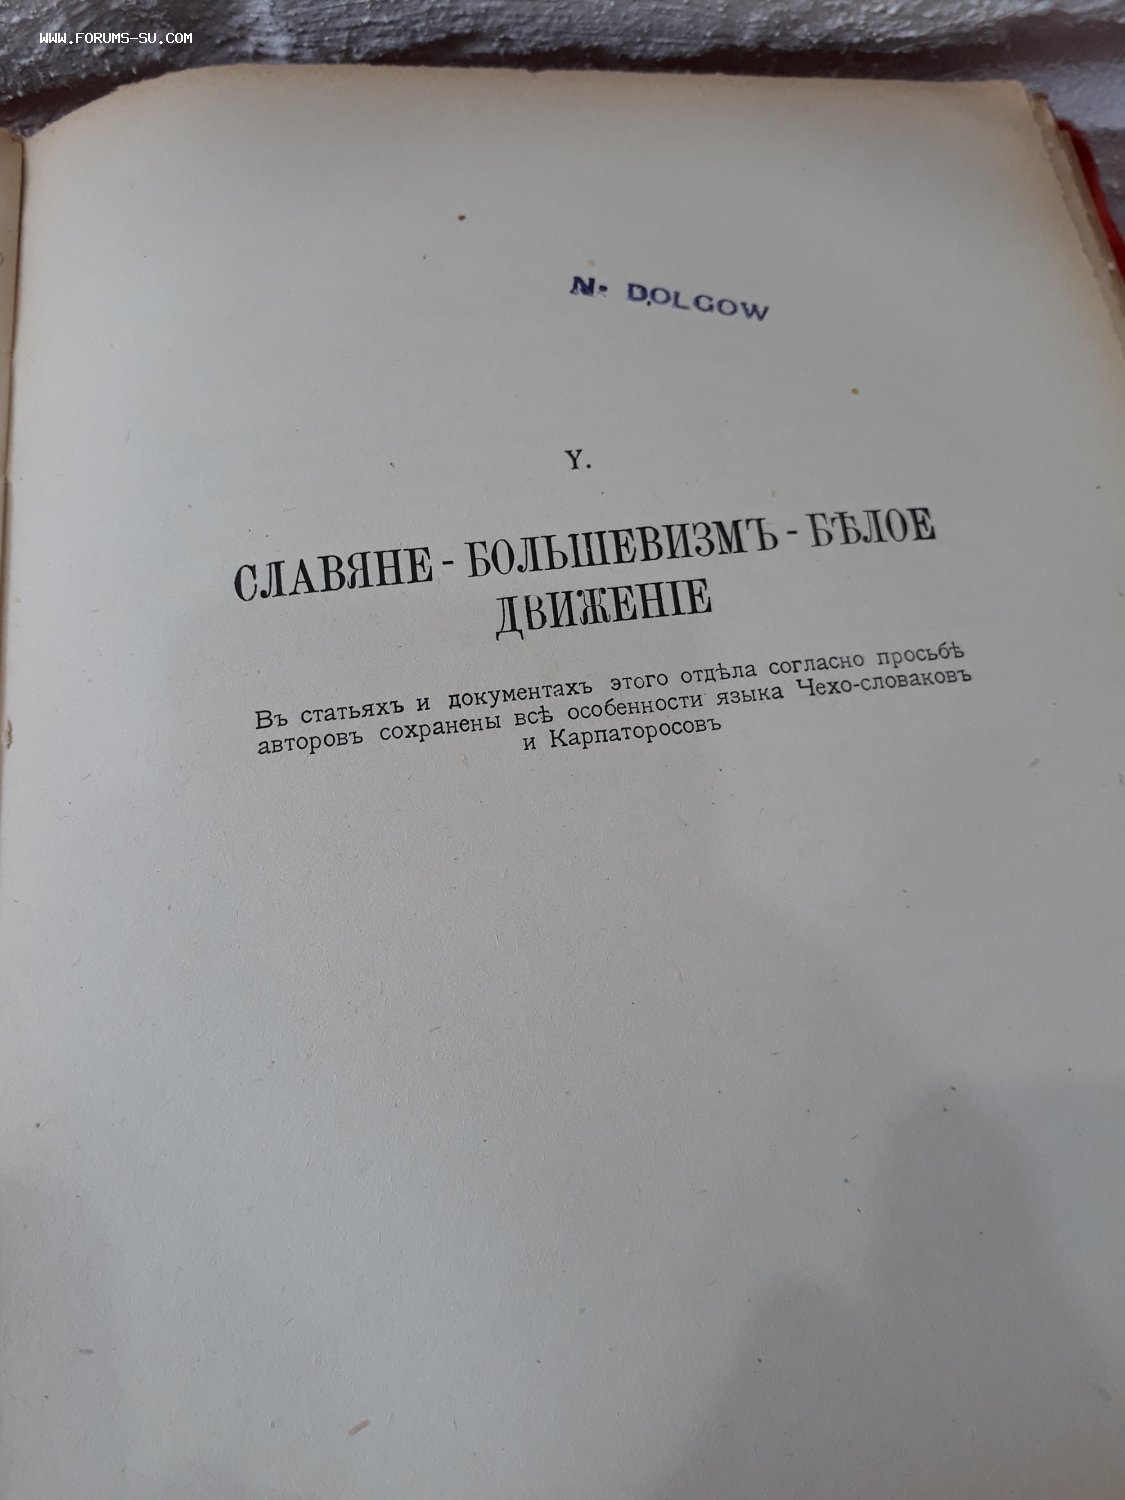 WWW.FORUMS-SU.COM
N. DOLGOW
Y.
СЛАВЯНЕ - БОЛЬШЕВИЗМЪ - БѢЛОЕ
ДВИЖЕНІЕ
Въ статьяхъ и документахъ этого отдѣла согласно просьбѣ
авторовъ сохранены всѣ особенности языка Чехо-словаковъ
и Карпаторосовъ